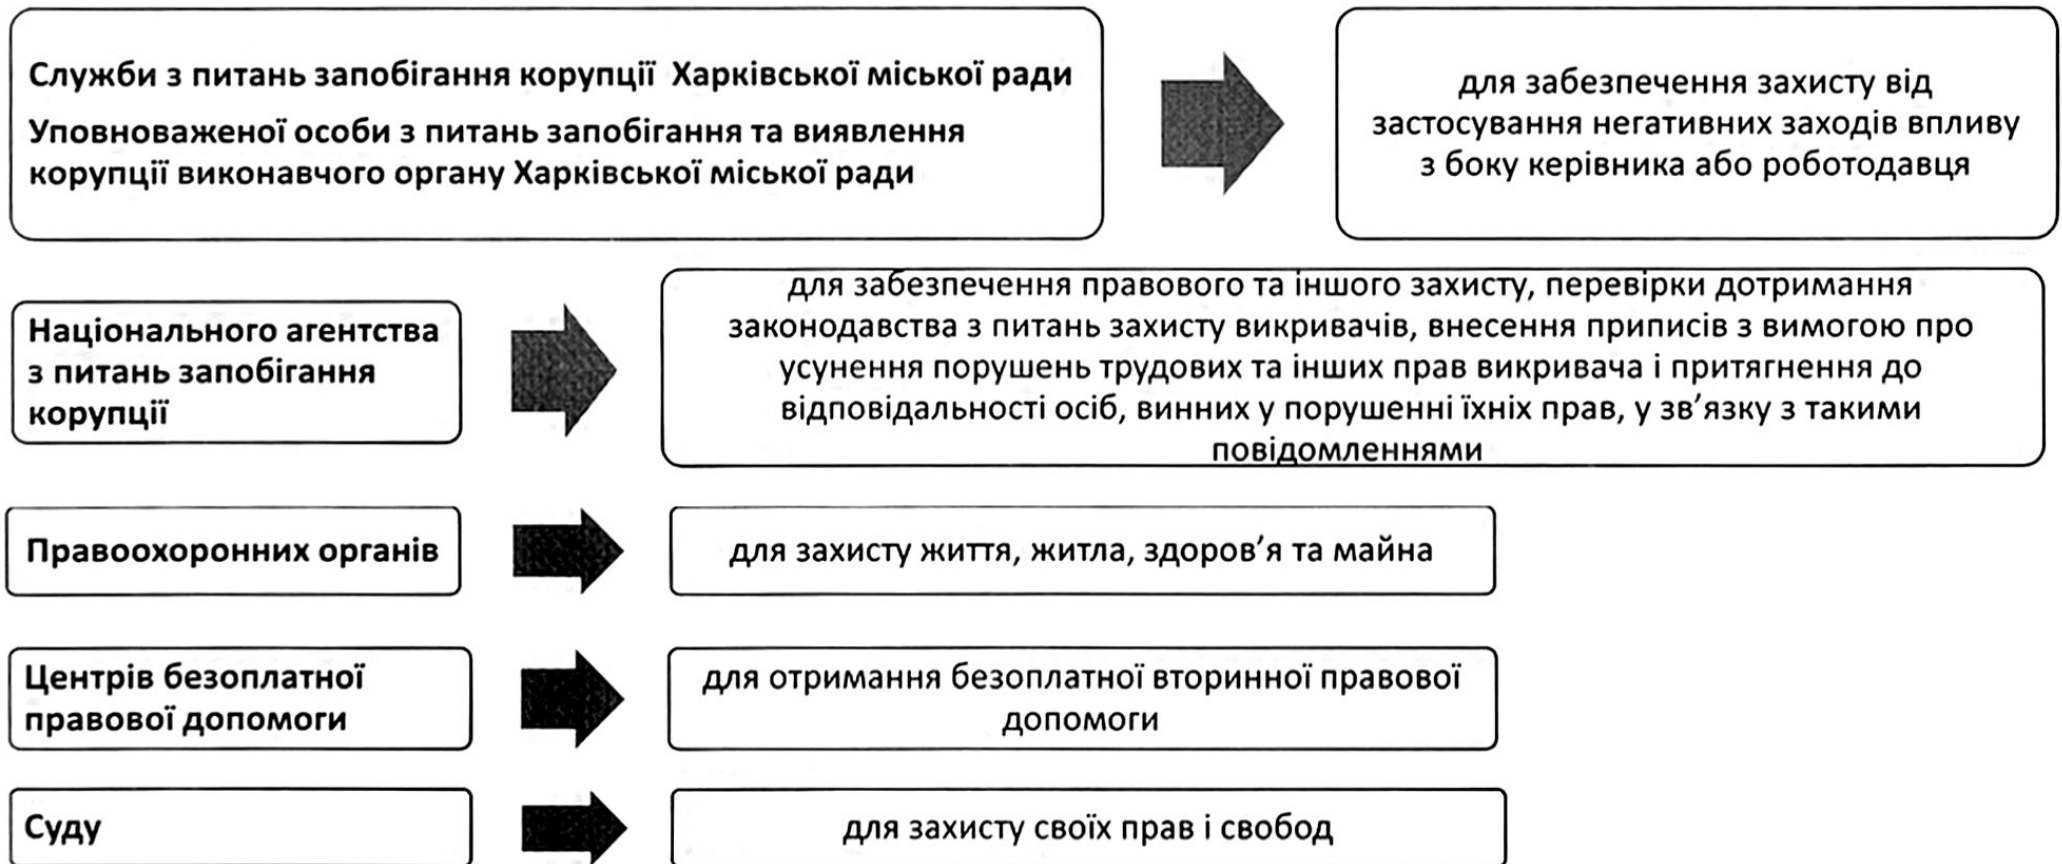 Служби з питань запобігання корупції Харківської міської ради
Уповноваженої особи з питань запобігання та виявлення
корупції виконавчого органу Харківської міської ради
для забезпечення захисту від
застосування негативних заходів впливу
з боку керівника або роботодавця
Національного агентства
з питань запобігання
корупції
для забезпечення правового та іншого захисту, перевірки дотримання
законодавства з питань захисту викривачів, внесення приписів з вимогою про
усунення порушень трудових та інших прав викривача і притягнення до
відповідальності осіб, винних у порушенні їхніх прав, у зв’язку з такими
повідомленнями
Правоохоронних органів
для захисту життя, житла, здоров’я та майна
Центрів безоплатної
правової допомоги
для отримання безоплатної вторинної правової
допомоги
Суду
для захисту своїх прав і свобод